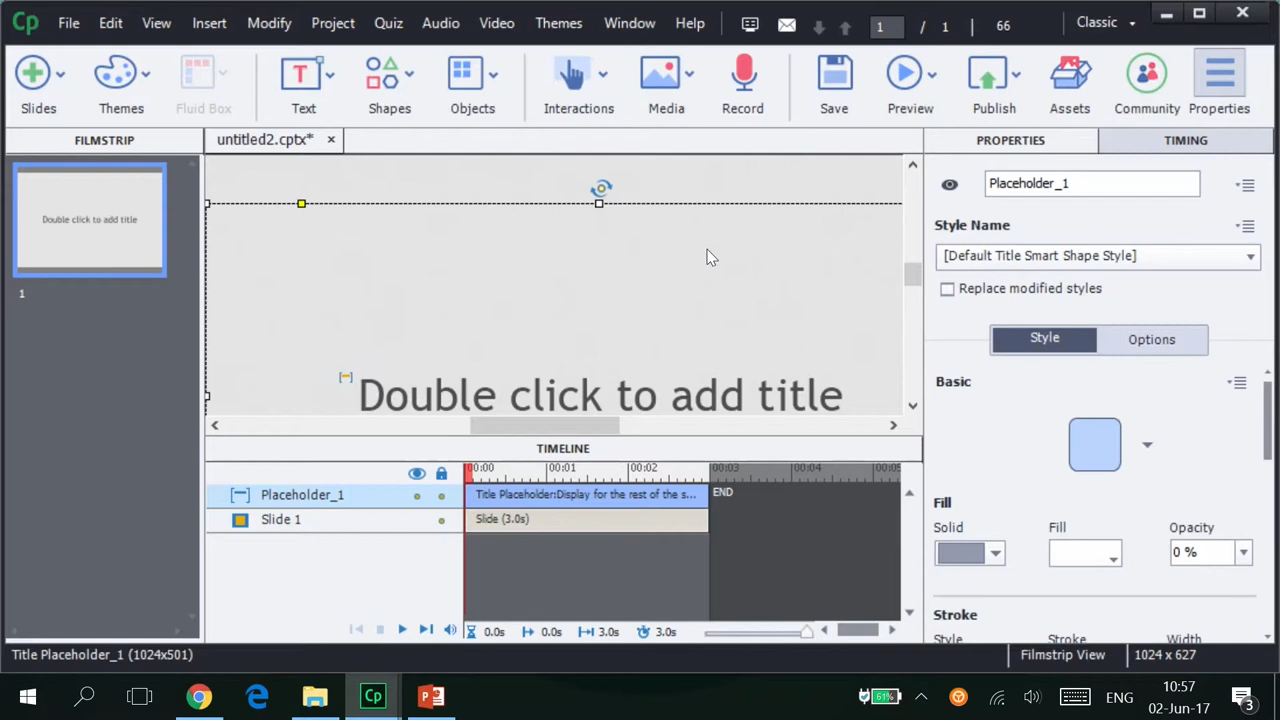 Cp File Edit View Insert Modify Project Quiz Audio Video Themes Window Help 1 / 1 66 Classic
Slides Themes Fluid Box Text Shapes Objects Interactions Media Record Save Preview Publish Assets Community Properties
FILMSTRIP untitled2.cptx* × PROPERTIES TIMING
Double click to add title
1
Double click to add title
Placeholder_1
Style Name
[Default Title Smart Shape Style]
Replace modified styles
Style Options
Basic
Fill
Solid Fill Opacity
0 %
Stroke
Style Stroke Width
TIMELINE
00:00 00:01 00:02 00:03 00:04 00:05
Placeholder_1 Title Placeholder:Display for the rest of the s... END
Slide 1 Slide (3.0s)
0.0s 0.0s 3.0s 3.0s
Title Placeholder_1 (1024x501) Filmstrip View 1024 x 627
Cp 61% ENG 10:57
02-Jun-17 3